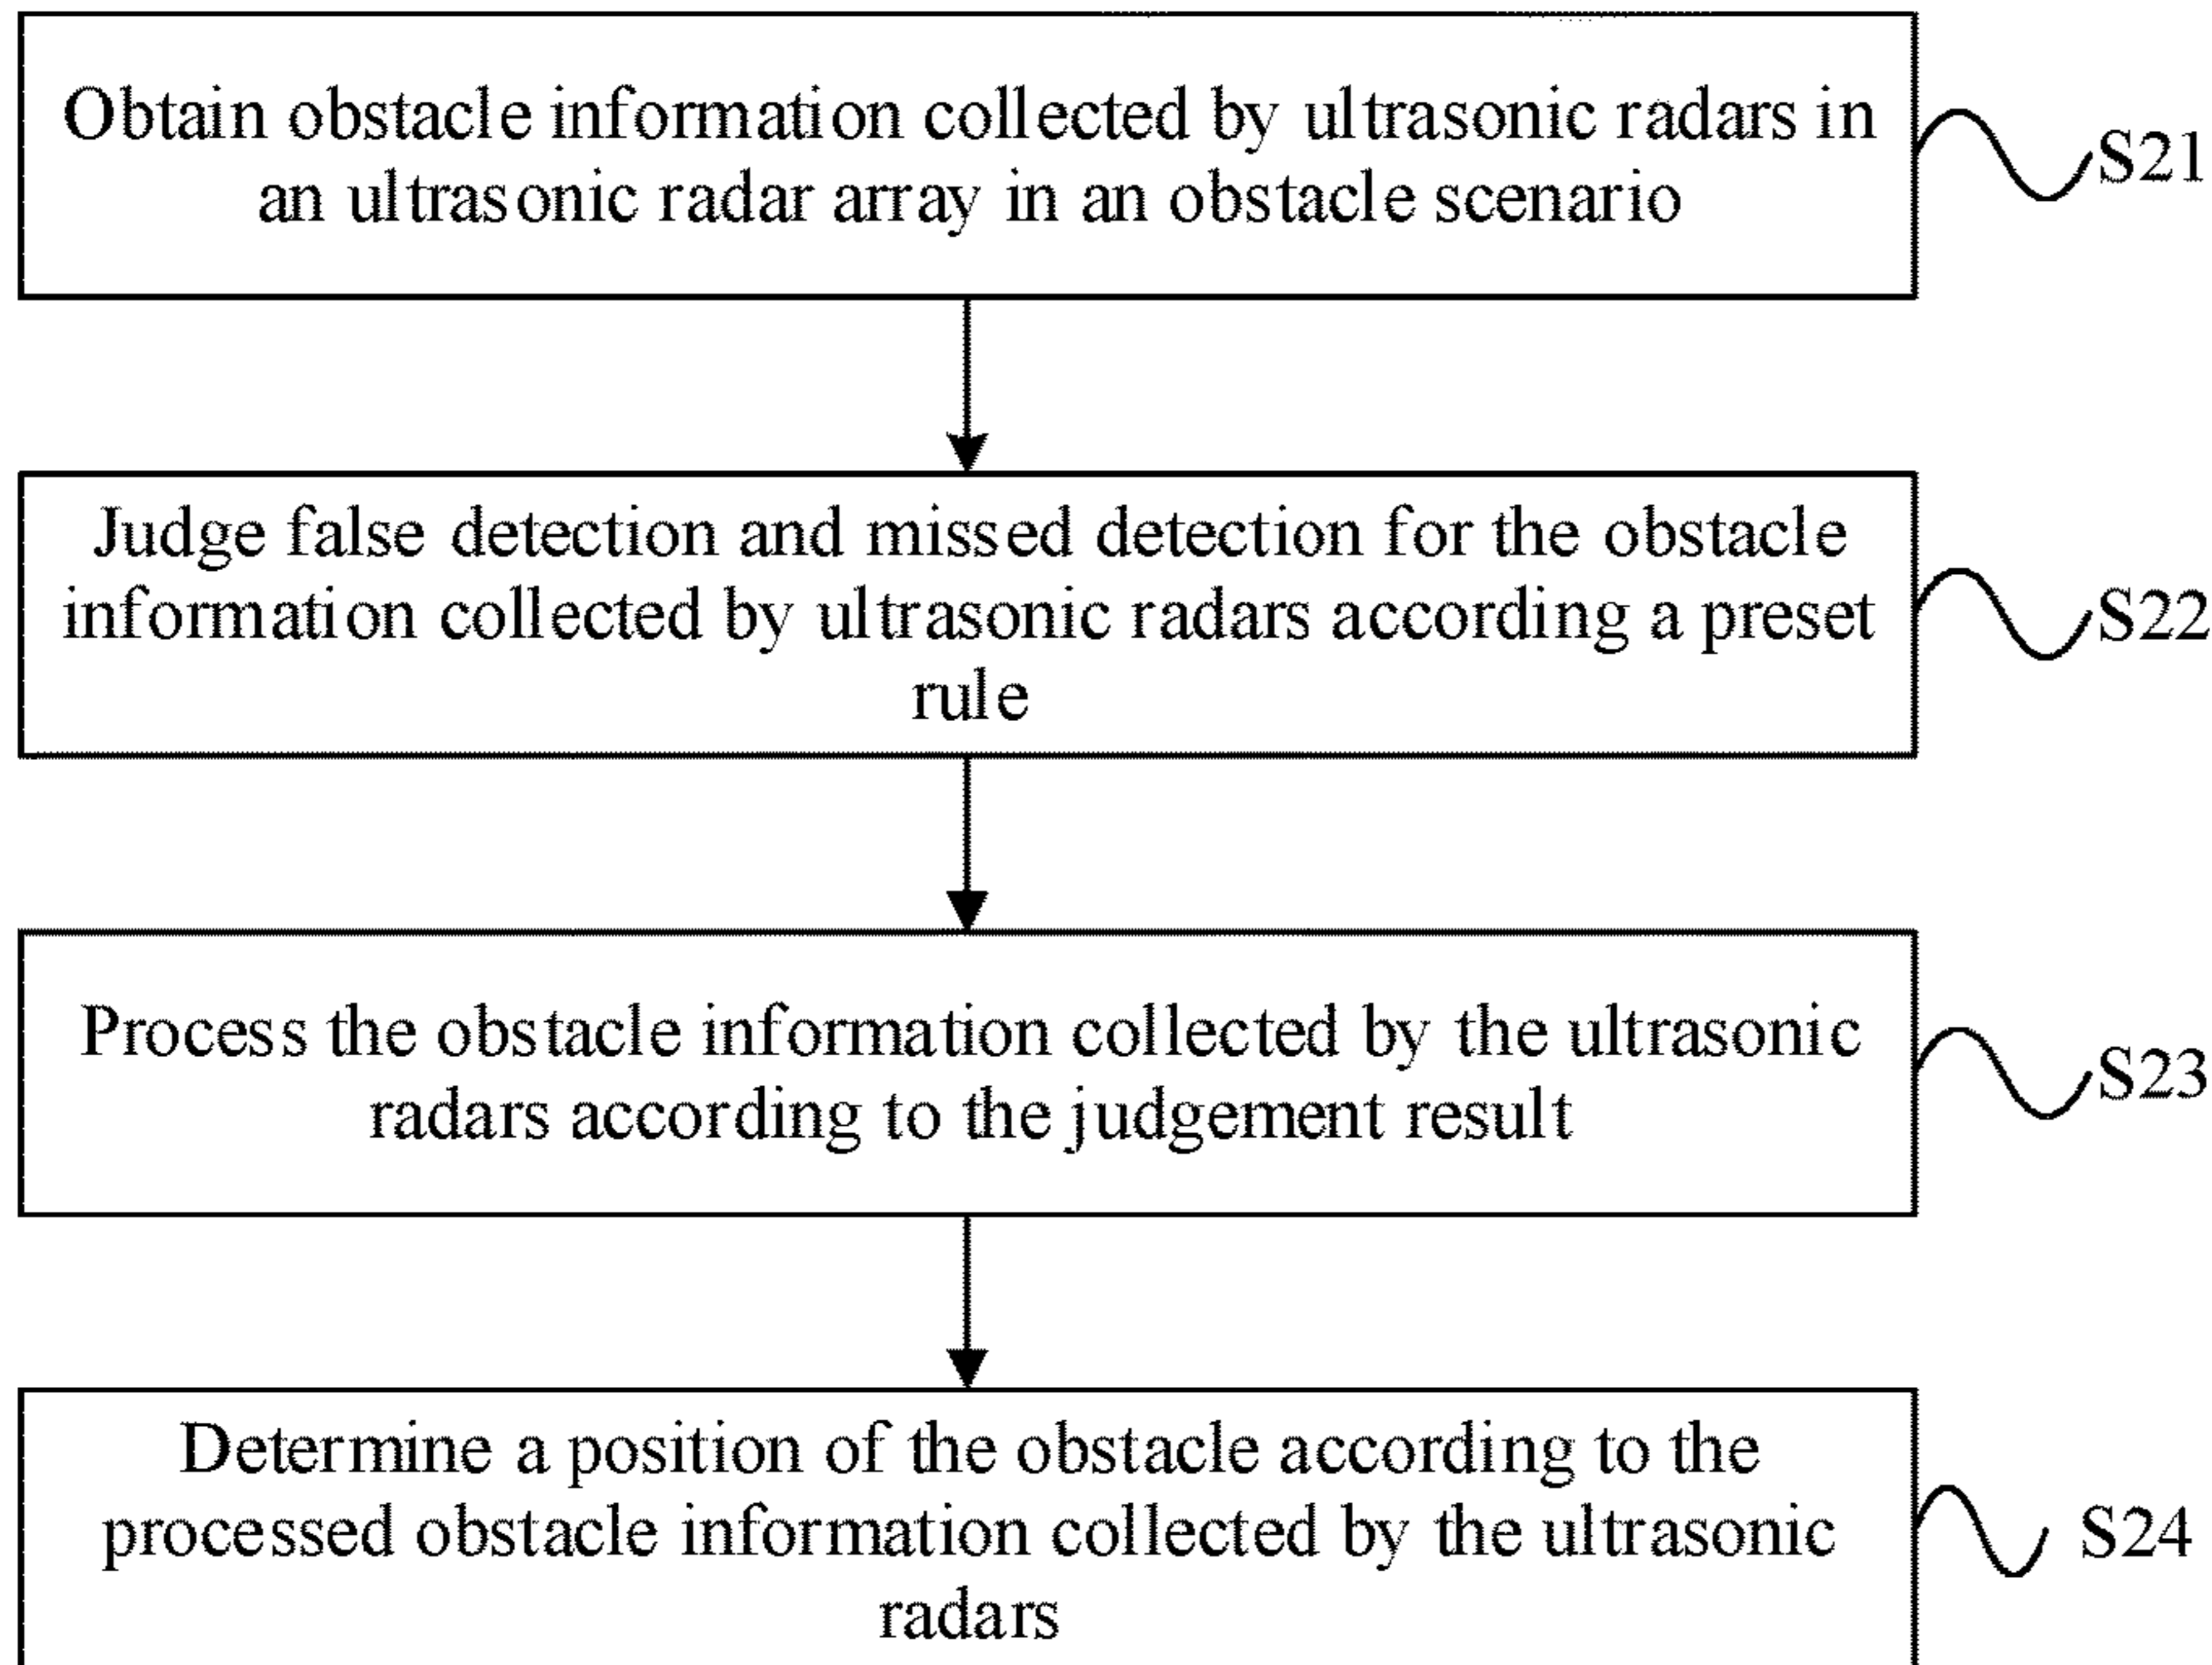 Obtain obstacle information collected by ultrasonic radars in
an ultrasonic radar array in an obstacle scenario
S21
Judge false detection and missed detection for the obstacle
information collected by ultrasonic radars according a preset
rule
S22
Process the obstacle information collected by the ultrasonic
radars according to the judgement result
S23
Determine a position of the obstacle according to the
processed obstacle information collected by the ultrasonic
radars
S24